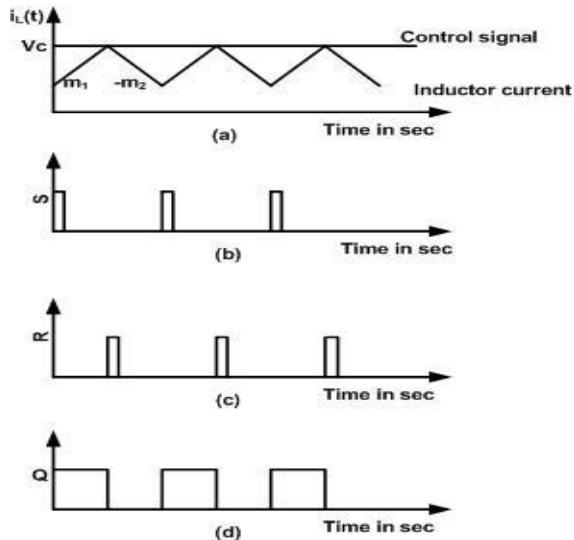 iL(t)
Vc
Control signal
m1
-m2
Inductor current
Time in sec
(a)
S
Time in sec
(b)
R
Time in sec
(c)
Q
Time in sec
(d)